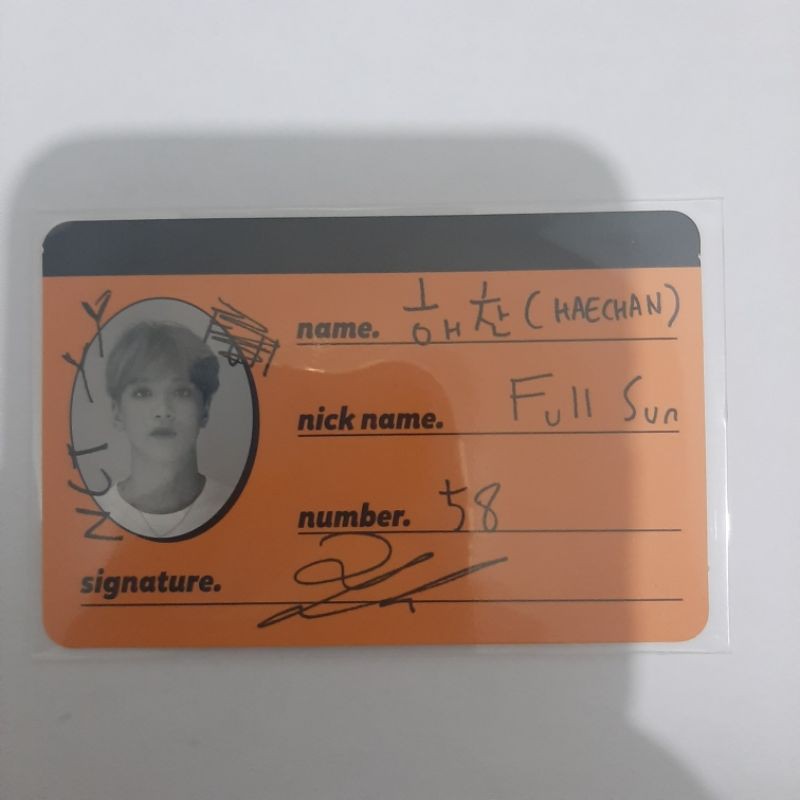 name. 해찬 (HAECHAN)
nick name. Full Sun
number. 58
signature.
NCT